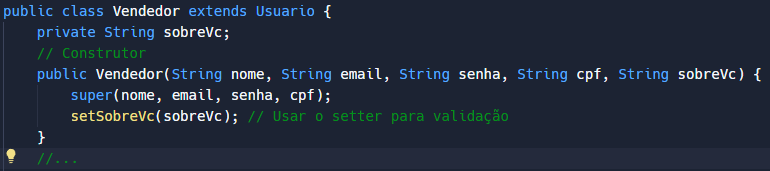 public class Vendedor extends Usuario {
    private String sobreVc;
    // Construtor
    public Vendedor(String nome, String email, String senha, String cpf, String sobreVc) {
        super(nome, email, senha, cpf);
        setSobreVc(sobreVc); // Usar o setter para validação
    }
    //...